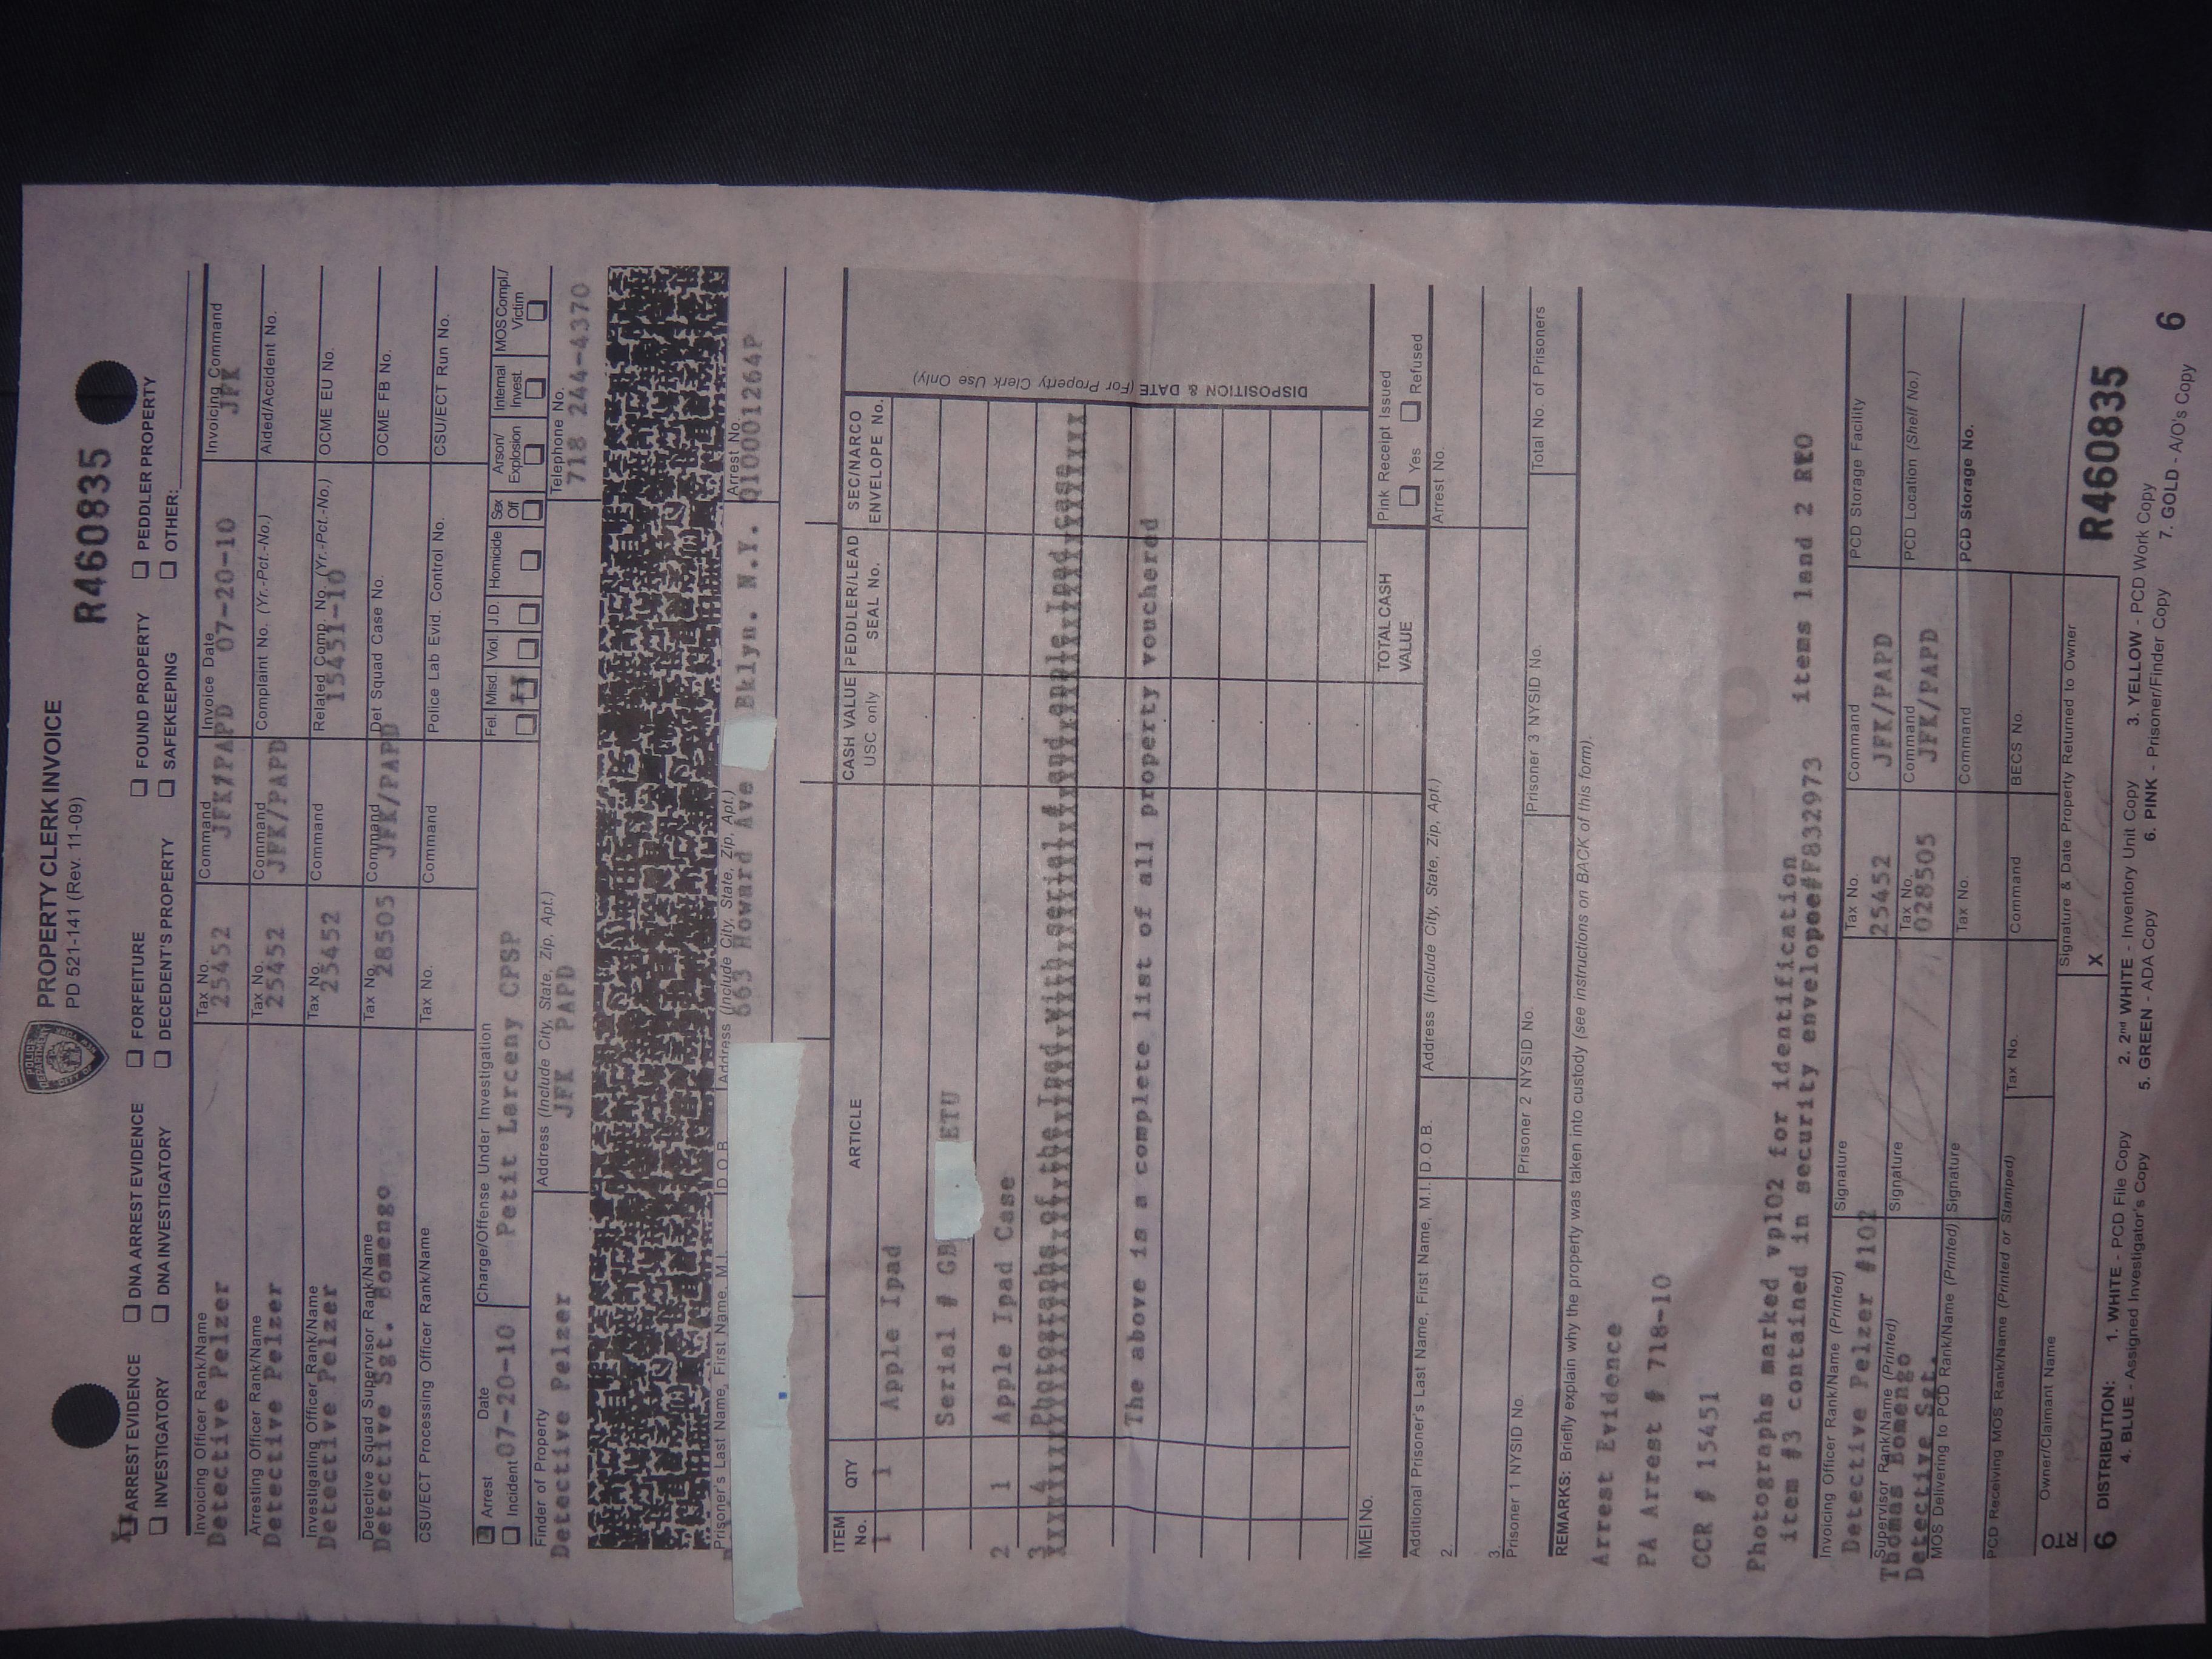 PROPERTY CLERK INVOICE
PD 521-141 (Rev. 11-09)
R460835
POLICE DEPARTMENT CITY OF
X ARREST EVIDENCE DNA ARREST EVIDENCE FORFEITURE FOUND PROPERTY PEDDLER PROPERTY
INVESTIGATORY DNA INVESTIGATORY DECEDENT'S PROPERTY SAFEKEEPING OTHER:
Invoicing Officer Rank/Name Tax No. Command Invoice Date Invoicing Command
Detective Pelzer 25452 JFK/PAPD 07-20-10 JFK
Arresting Officer Rank/Name Tax No. Command Complaint No. (Yr.-Pct.-No.) Aided/Accident No.
Detective Pelzer 25452 JFK/PAPD
Investigating Officer Rank/Name Tax No. Command Related Comp. No. (Yr.-Pct-No.) OCME EU No.
Detective Pelzer 25452 15451-10
Detective Squad Supervisor Rank/Name Tax No. Command Det Squad Case No. OCME FB No.
Detective Sgt. Bomengo 28505 JFK/PAPD
CSU/ECT Processing Officer Rank/Name Tax No. Command Police Lab Evid. Control No. CSU/ECT Run No.
Arrest Date Charge/Offense Under Investigation Fel. Misd. Viol. J.D. Homicide Sex Off Arson/Explosion Internal Invest. MOS Compl./Victim
Incident 07-20-10 Petit Larceny CPSP
Finder of Property Address (Include City, State, Zip, Apt.) Telephone No.
Detective Pelzer JFK PAPD 718 244-4370
Prisoner's Last Name, First Name, M.I. D.O.B. Address (Include City, State, Zip, Apt.) Arrest No.
663 Howard Ave Bklyn. N.Y. Q10001264P
ITEM No. QTY ARTICLE CASH VALUE USC only PEDDLER/LEAD SEAL No. SEC/NARCO ENVELOPE No. DISPOSITION & DATE (For Property Clerk Use Only)
1 1 Apple Ipad
Serial # GB ETU
2 1 Apple Ipad Case
3 4 Photographs of the Ipad with serial # and apple Ipad case
The above is a complete list of all property vouchered
IMEI No. TOTAL CASH VALUE Pink Receipt Issued Yes Refused
Additional Prisoner's Last Name, First Name, M.I. D.O.B. Address (Include City, State, Zip, Apt.) Arrest No.
2.
3.
Prisoner 1 NYSID No. Prisoner 2 NYSID No. Prisoner 3 NYSID No. Total No. of Prisoners
REMARKS: Briefly explain why the property was taken into custody (see instructions on BACK of this form).
Arrest Evidence
PA Arrest # 718-10
CCR # 15451
Photographs marked vp102 for identification
item #3 contained in security envelopee#F832973 items 1and 2 RTO
Invoicing Officer Rank/Name (Printed) Signature Tax No. Command PCD Storage Facility
Detective Pelzer #102 25452 JFK/PAPD
Supervisor Rank/Name (Printed) Signature Tax No. Command PCD Location (Shelf No.)
Thomas Bomengo 028505 JFK/PAPD
Detective Sgt.
MOS Delivering to PCD Rank/Name (Printed) Signature Tax No. Command PCD Storage No.
PCD Receiving MOS Rank/Name (Printed or Stamped) Tax No. Command BECS No.
Owner/Claimant Name Signature & Date Property Returned to Owner
X
R460835
6 DISTRIBUTION: 1. WHITE - PCD File Copy 2. 2nd WHITE - Inventory Unit Copy 3. YELLOW - PCD Work Copy
4. BLUE - Assigned Investigator's Copy 5. GREEN - ADA Copy 6. PINK - Prisoner/Finder Copy 7. GOLD - A/O's Copy 6